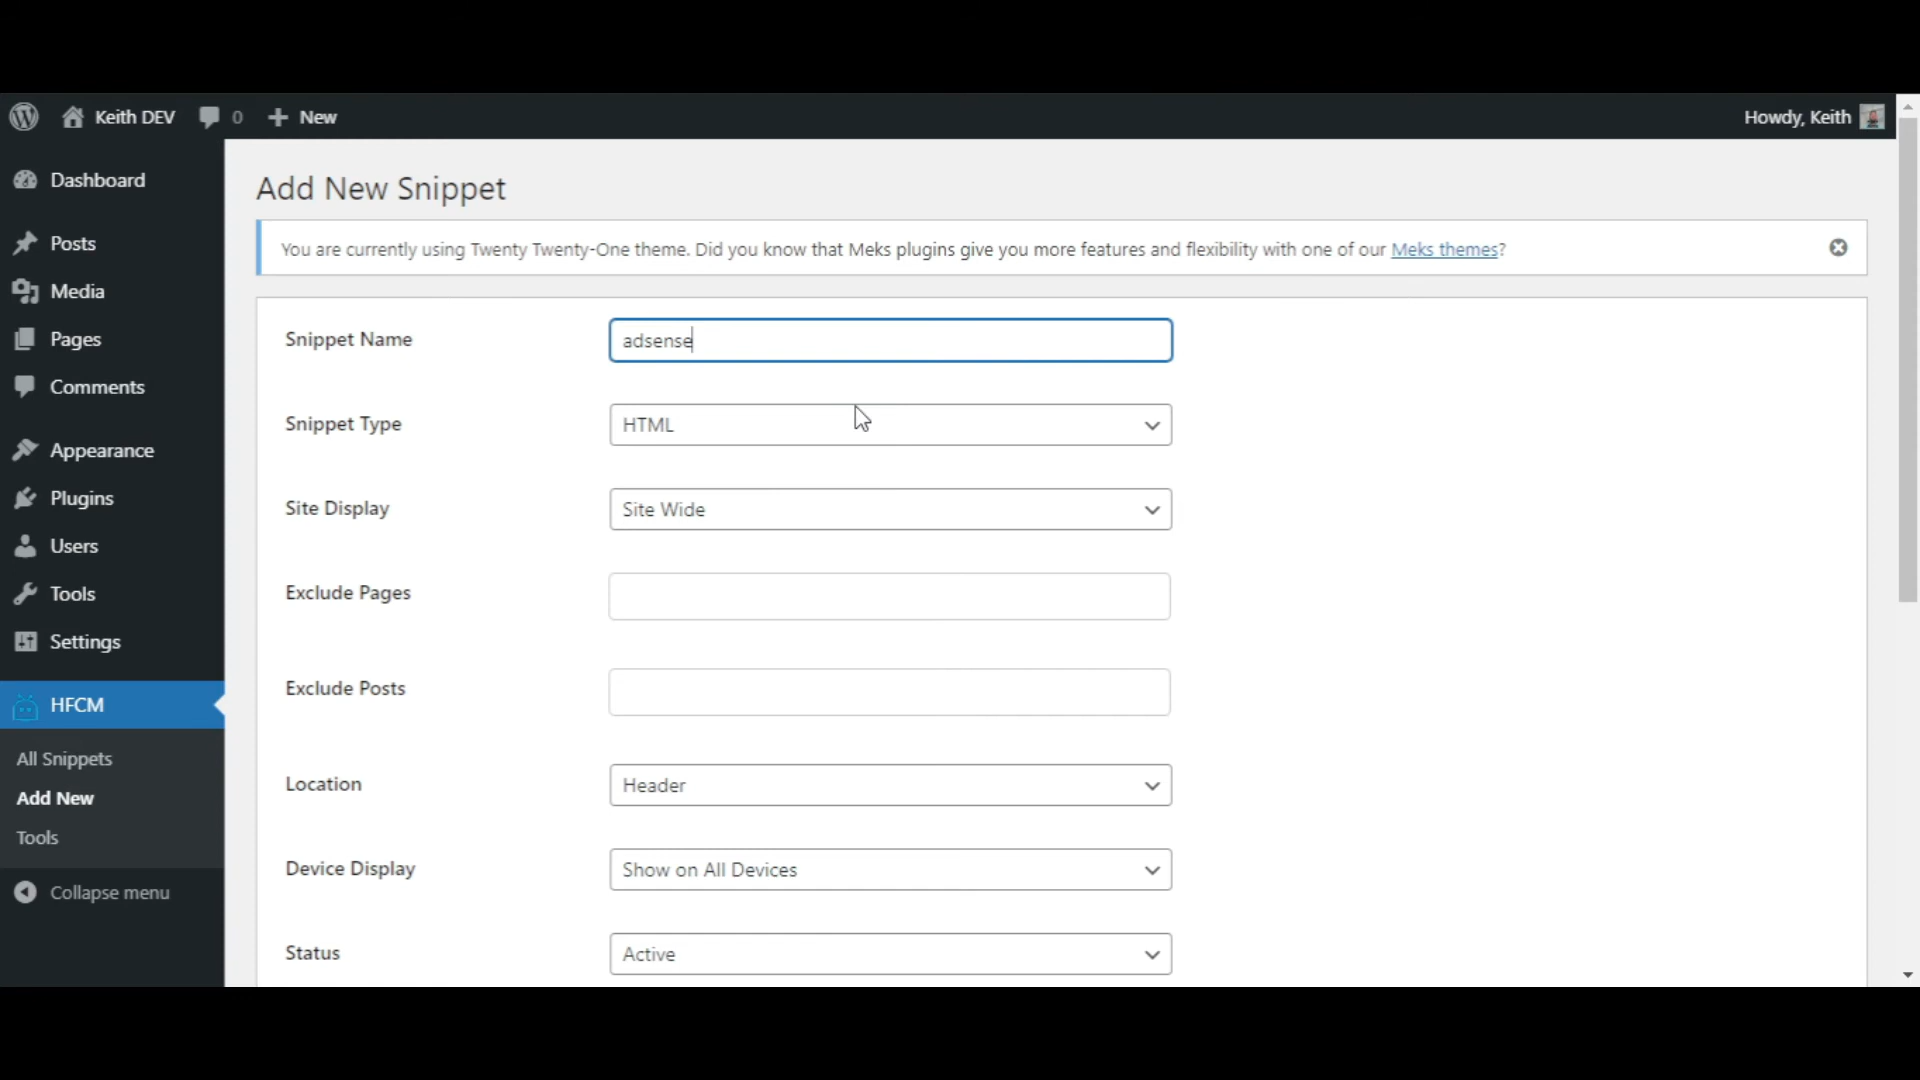 Keith DEV 0 New Howdy, Keith
Dashboard
Posts
Media
Pages
Comments
Appearance
Plugins
Users
Tools
Settings
HFCM
All Snippets
Add New
Tools
Collapse menu
Add New Snippet
You are currently using Twenty Twenty-One theme. Did you know that Meks plugins give you more features and flexibility with one of our Meks themes?
Snippet Name adsense
Snippet Type HTML
Site Display Site Wide
Exclude Pages
Exclude Posts
Location Header
Device Display Show on All Devices
Status Active